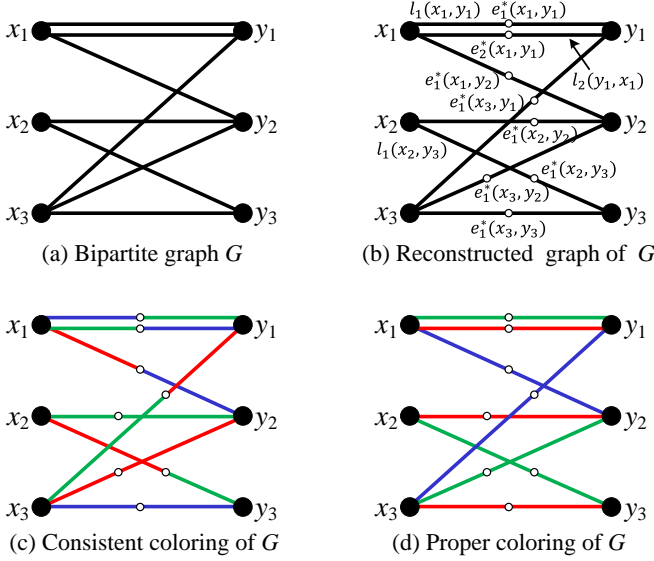 l₁(x₁, y₁) e₁*(x₁, y₁)
x₁ y₁ x₁ y₁
e₂*(x₁, y₁)
e₁*(x₁, y₂) l₂(y₁, x₁)
e₁*(x₃, y₁)
x₂ y₂ x₂ y₂
e₁*(x₂, y₂)
l₁(x₂, y₃)
e₁*(x₂, y₃)
e₁*(x₃, y₂)
x₃ y₃ x₃ y₃
e₁*(x₃, y₃)
(a) Bipartite graph G (b) Reconstructed graph of G
x₁ y₁ x₁ y₁
x₂ y₂ x₂ y₂
x₃ y₃ x₃ y₃
(c) Consistent coloring of G (d) Proper coloring of G